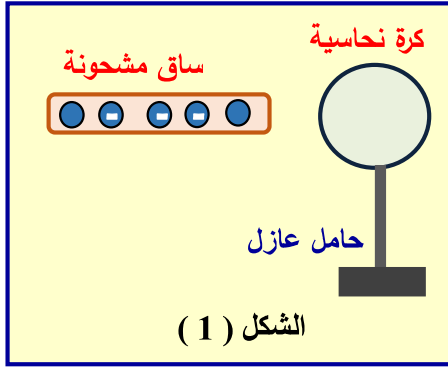 كرة نحاسية
ساق مشحونة
حامل عازل
الشكل ( 1 )